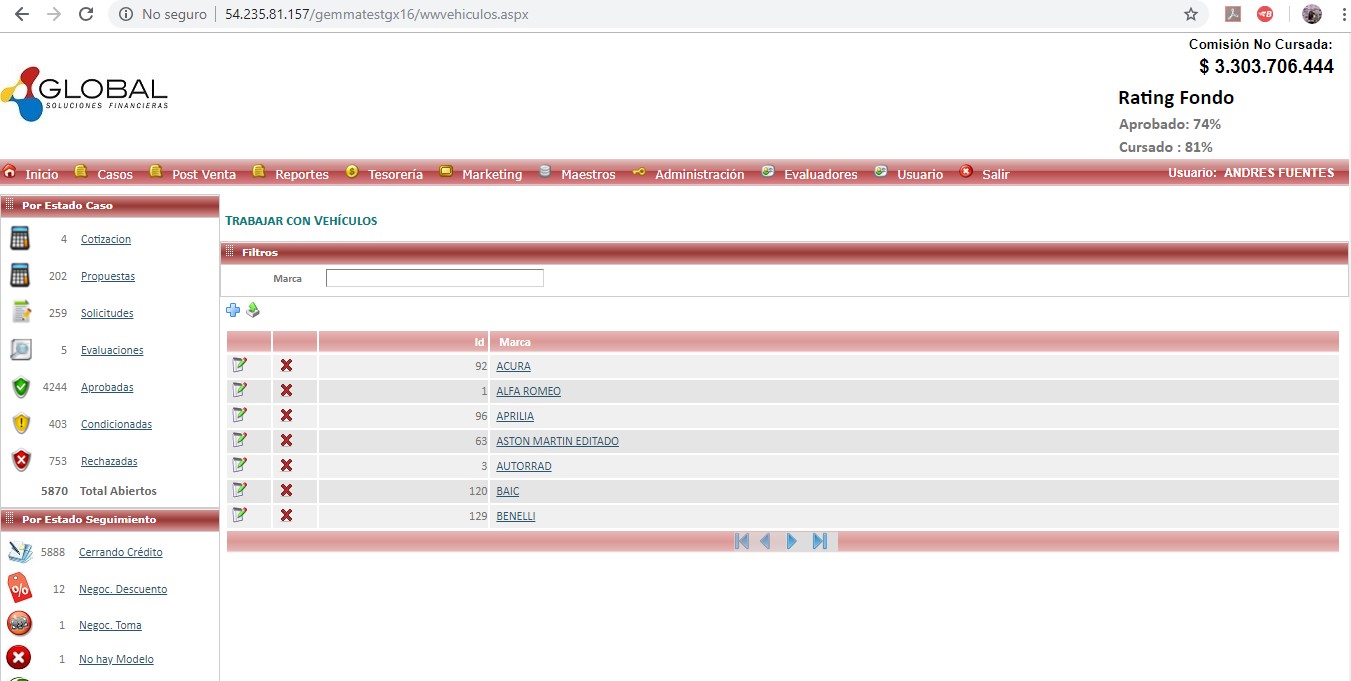 No seguro
54.235.81.157/gemmatestgx16/wwvehiculos.aspx
GLOBAL
SOLUCIONES FINANCIERAS
Comisión No Cursada:
$ 3.303.706.444
Rating Fondo
Aprobado: 74%
Cursado : 81%
Inicio Casos Post Venta Reportes Tesorería Marketing Maestros Administración Evaluadores Usuario Salir Usuario: ANDRES FUENTES
Por Estado Caso
4 Cotizacion
202 Propuestas
259 Solicitudes
5 Evaluaciones
4244 Aprobadas
403 Condicionadas
753 Rechazadas
5870 Total Abiertos
Por Estado Seguimiento
5888 Cerrando Crédito
12 Negoc. Descuento
1 Negoc. Toma
1 No hay Modelo
TRABAJAR CON VEHÍCULOS
Filtros
Marca
Id Marca
92 ACURA
1 ALFA ROMEO
96 APRILIA
63 ASTON MARTIN EDITADO
3 AUTORRAD
120 BAIC
129 BENELLI